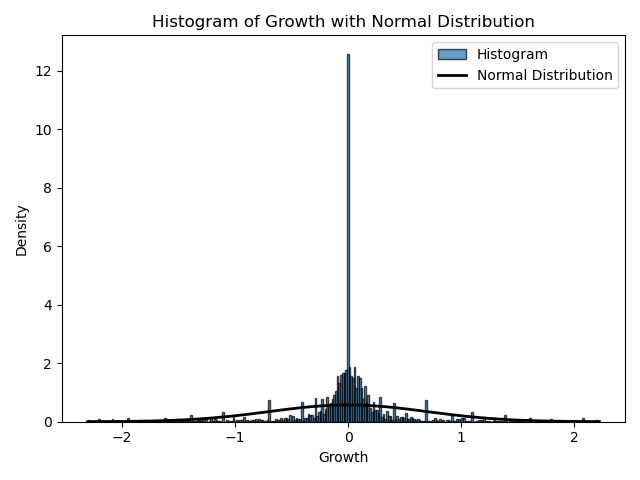 Histogram of Growth with Normal Distribution
Histogram
Normal Distribution
12
10
8
6
4
2
0
Density
−2
−1
0
1
2
Growth